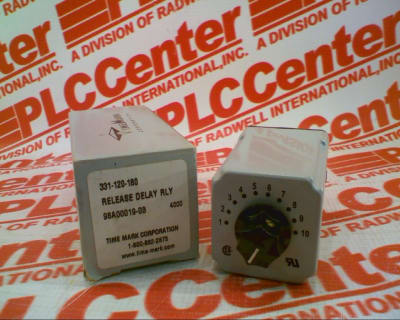 PLCCenter
A DIVISION OF RADWELL INTERNATIONAL, INC.
331-120-180
RELEASE DELAY RLY
98A00019-09 4000
TIME MARK CORPORATION
1-800-862-2875
www.time-mark.com
1 2 3 4 5 6 7 8 9 10